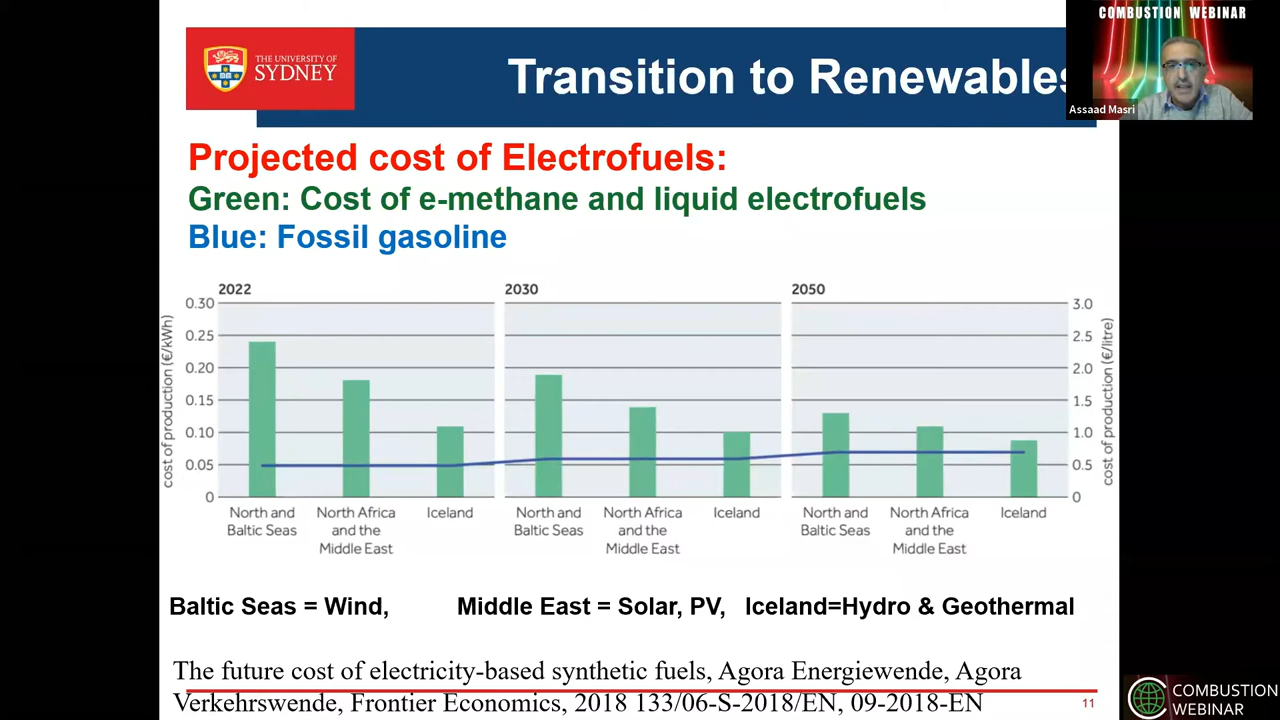 COMBUSTION WEBINAR
THE UNIVERSITY OF
SYDNEY
Transition to Renewables
Assaad Masri
Projected cost of Electrofuels:
Green: Cost of e-methane and liquid electrofuels
Blue: Fossil gasoline
2022
2030
2050
cost of production (€/kWh)
0.30
0.25
0.20
0.15
0.10
0.05
0
3.0
2.5
2.0
1.5
1.0
0.5
0
cost of production (€/litre)
North and
Baltic Seas
North Africa
and the
Middle East
Iceland
North and
Baltic Seas
North Africa
and the
Middle East
Iceland
North and
Baltic Seas
North Africa
and the
Middle East
Iceland
Baltic Seas = Wind, Middle East = Solar, PV, Iceland=Hydro & Geothermal
The future cost of electricity-based synthetic fuels, Agora Energiewende, Agora
Verkehrswende, Frontier Economics, 2018 133/06-S-2018/EN, 09-2018-EN
11
COMBUSTION
WEBINAR